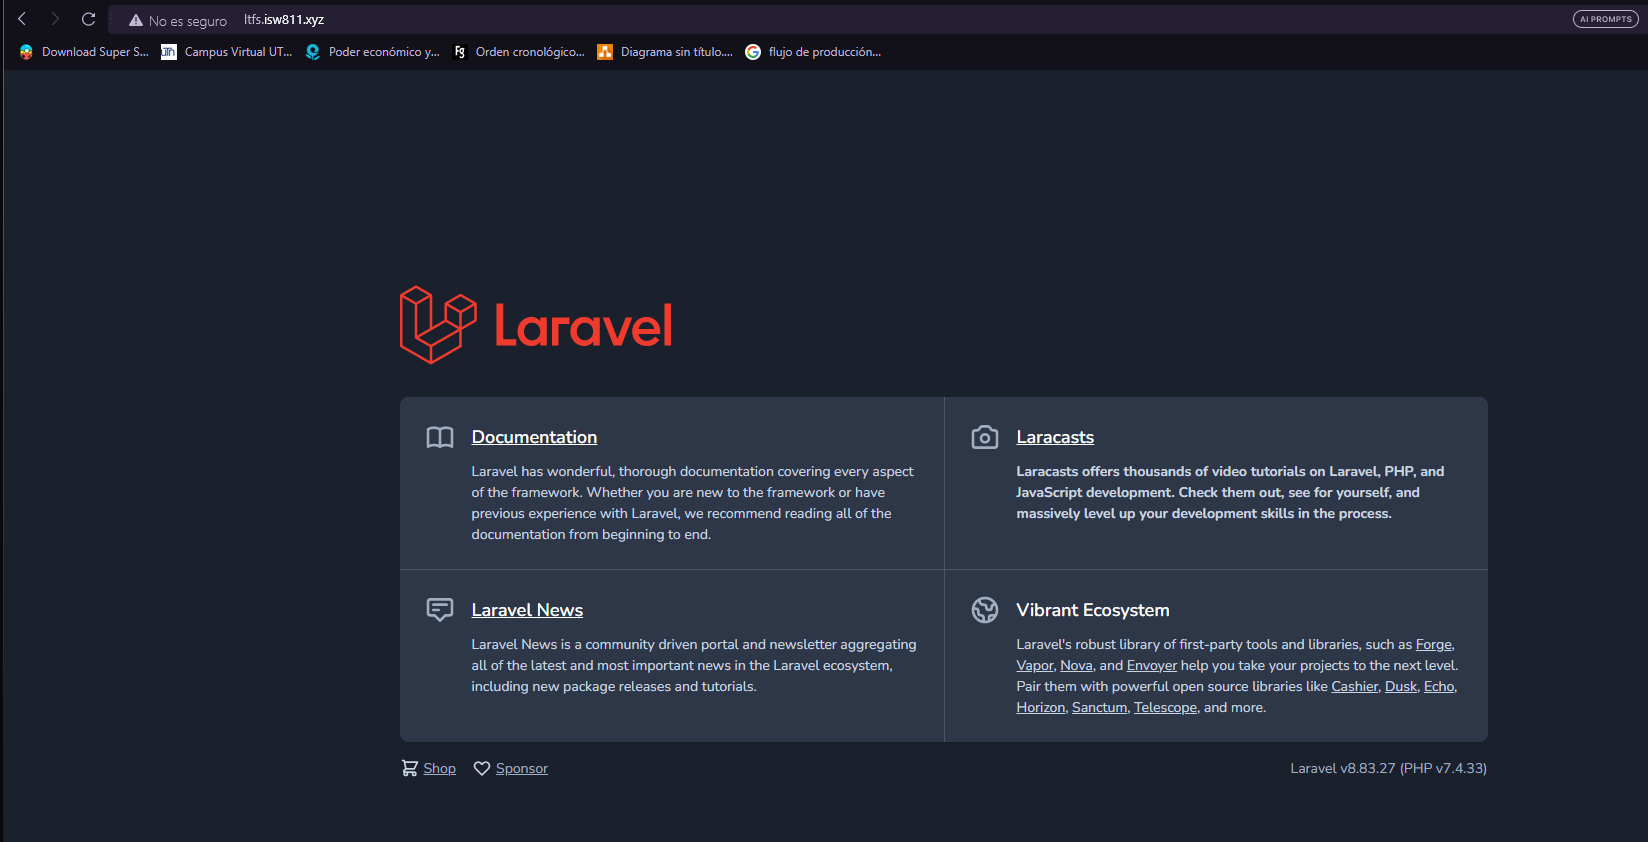 No es seguro ltfs.isw811.xyz
AI PROMPTS
Download Super S... Campus Virtual UT... Poder económico y... Orden cronológico... Diagrama sin título.... flujo de producción...
Laravel
Documentation
Laravel has wonderful, thorough documentation covering every aspect
of the framework. Whether you are new to the framework or have
previous experience with Laravel, we recommend reading all of the
documentation from beginning to end.
Laracasts
Laracasts offers thousands of video tutorials on Laravel, PHP, and
JavaScript development. Check them out, see for yourself, and
massively level up your development skills in the process.
Laravel News
Laravel News is a community driven portal and newsletter aggregating
all of the latest and most important news in the Laravel ecosystem,
including new package releases and tutorials.
Vibrant Ecosystem
Laravel's robust library of first-party tools and libraries, such as Forge,
Vapor, Nova, and Envoyer help you take your projects to the next level.
Pair them with powerful open source libraries like Cashier, Dusk, Echo,
Horizon, Sanctum, Telescope, and more.
Shop Sponsor
Laravel v8.83.27 (PHP v7.4.33)